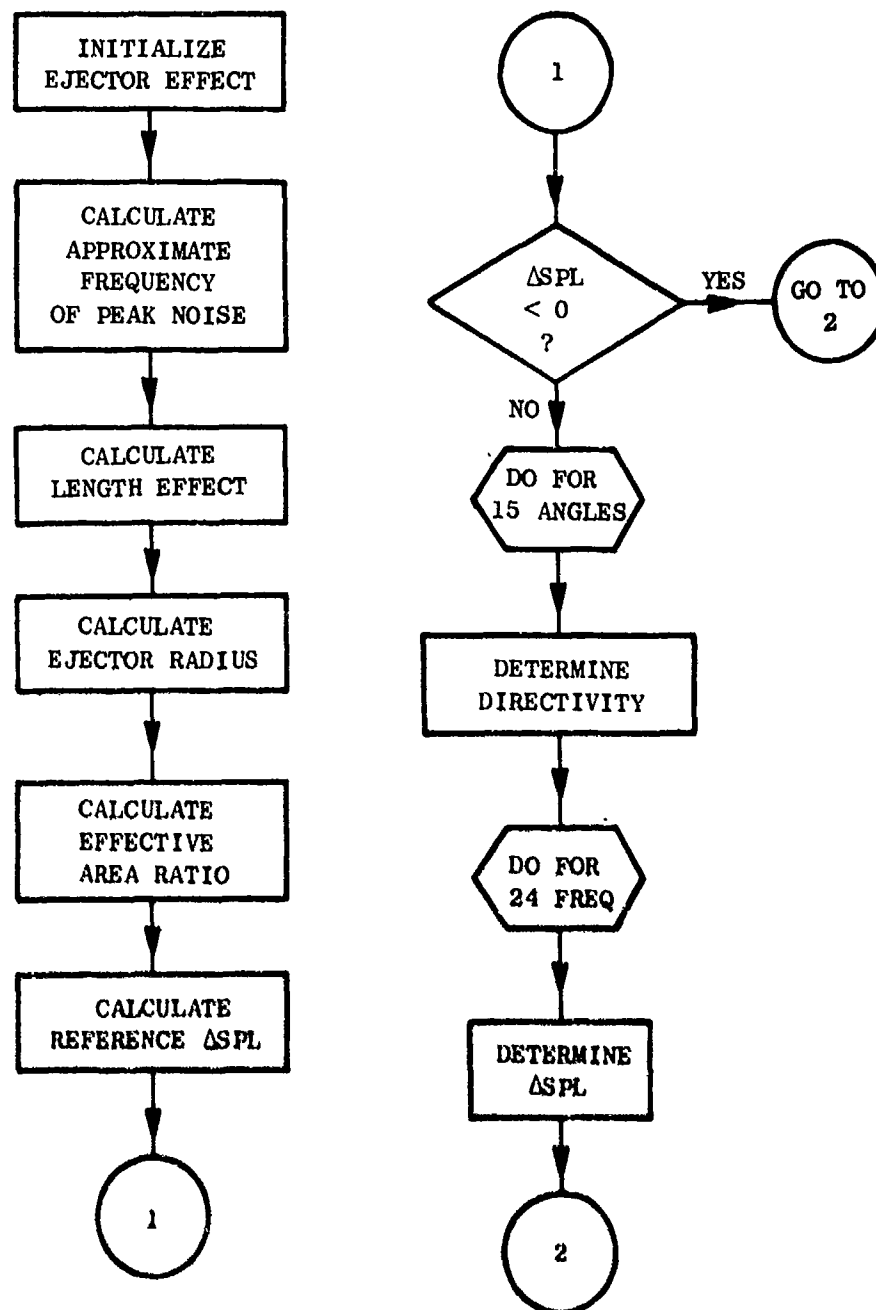 INITIALIZE
EJECTOR EFFECT
CALCULATE
APPROXIMATE
FREQUENCY
OF PEAK NOISE
CALCULATE
LENGTH EFFECT
CALCULATE
EJECTOR RADIUS
CALCULATE
EFFECTIVE
AREA RATIO
CALCULATE
REFERENCE ΔSPL
1
1
ΔSPL
< 0
?
YES
GO TO
2
NO
DO FOR
15 ANGLES
DETERMINE
DIRECTIVITY
DO FOR
24 FREQ
DETERMINE
ΔSPL
2